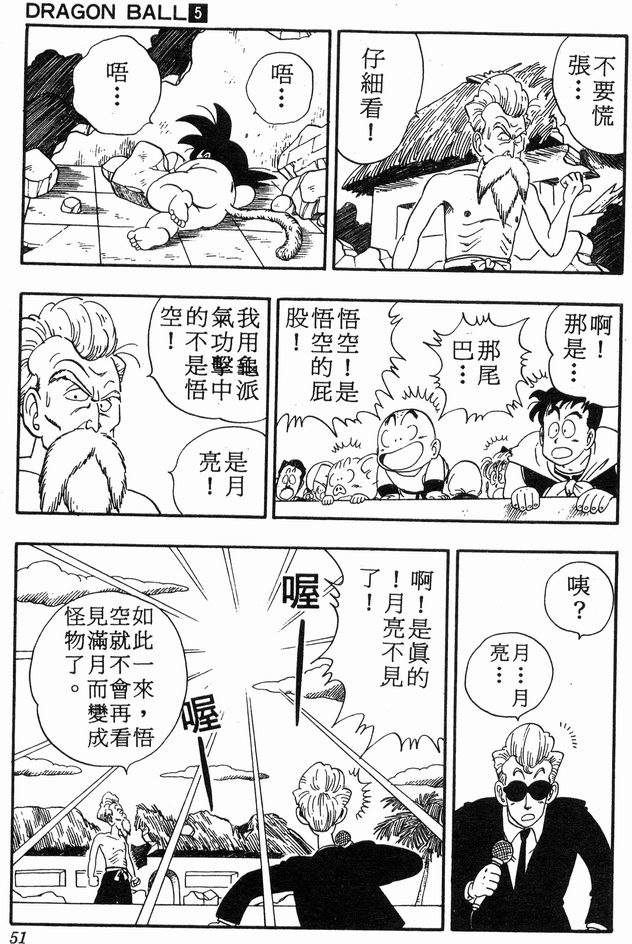 DRAGON BALL 5
不要慌
張⋯
仔細看！
唔⋯
唔⋯
啊！
那是⋯
那尾
巴⋯
悟空！是
悟空的屁
股！
我用龜派
氣功擊中
的不是悟
空！
是月
亮！
咦？
月⋯月
亮⋯
啊！是眞的
！月亮不見
了！
喔－
喔－
如此一來，悟
空就不會再看
見滿月而變成
怪物了。
51